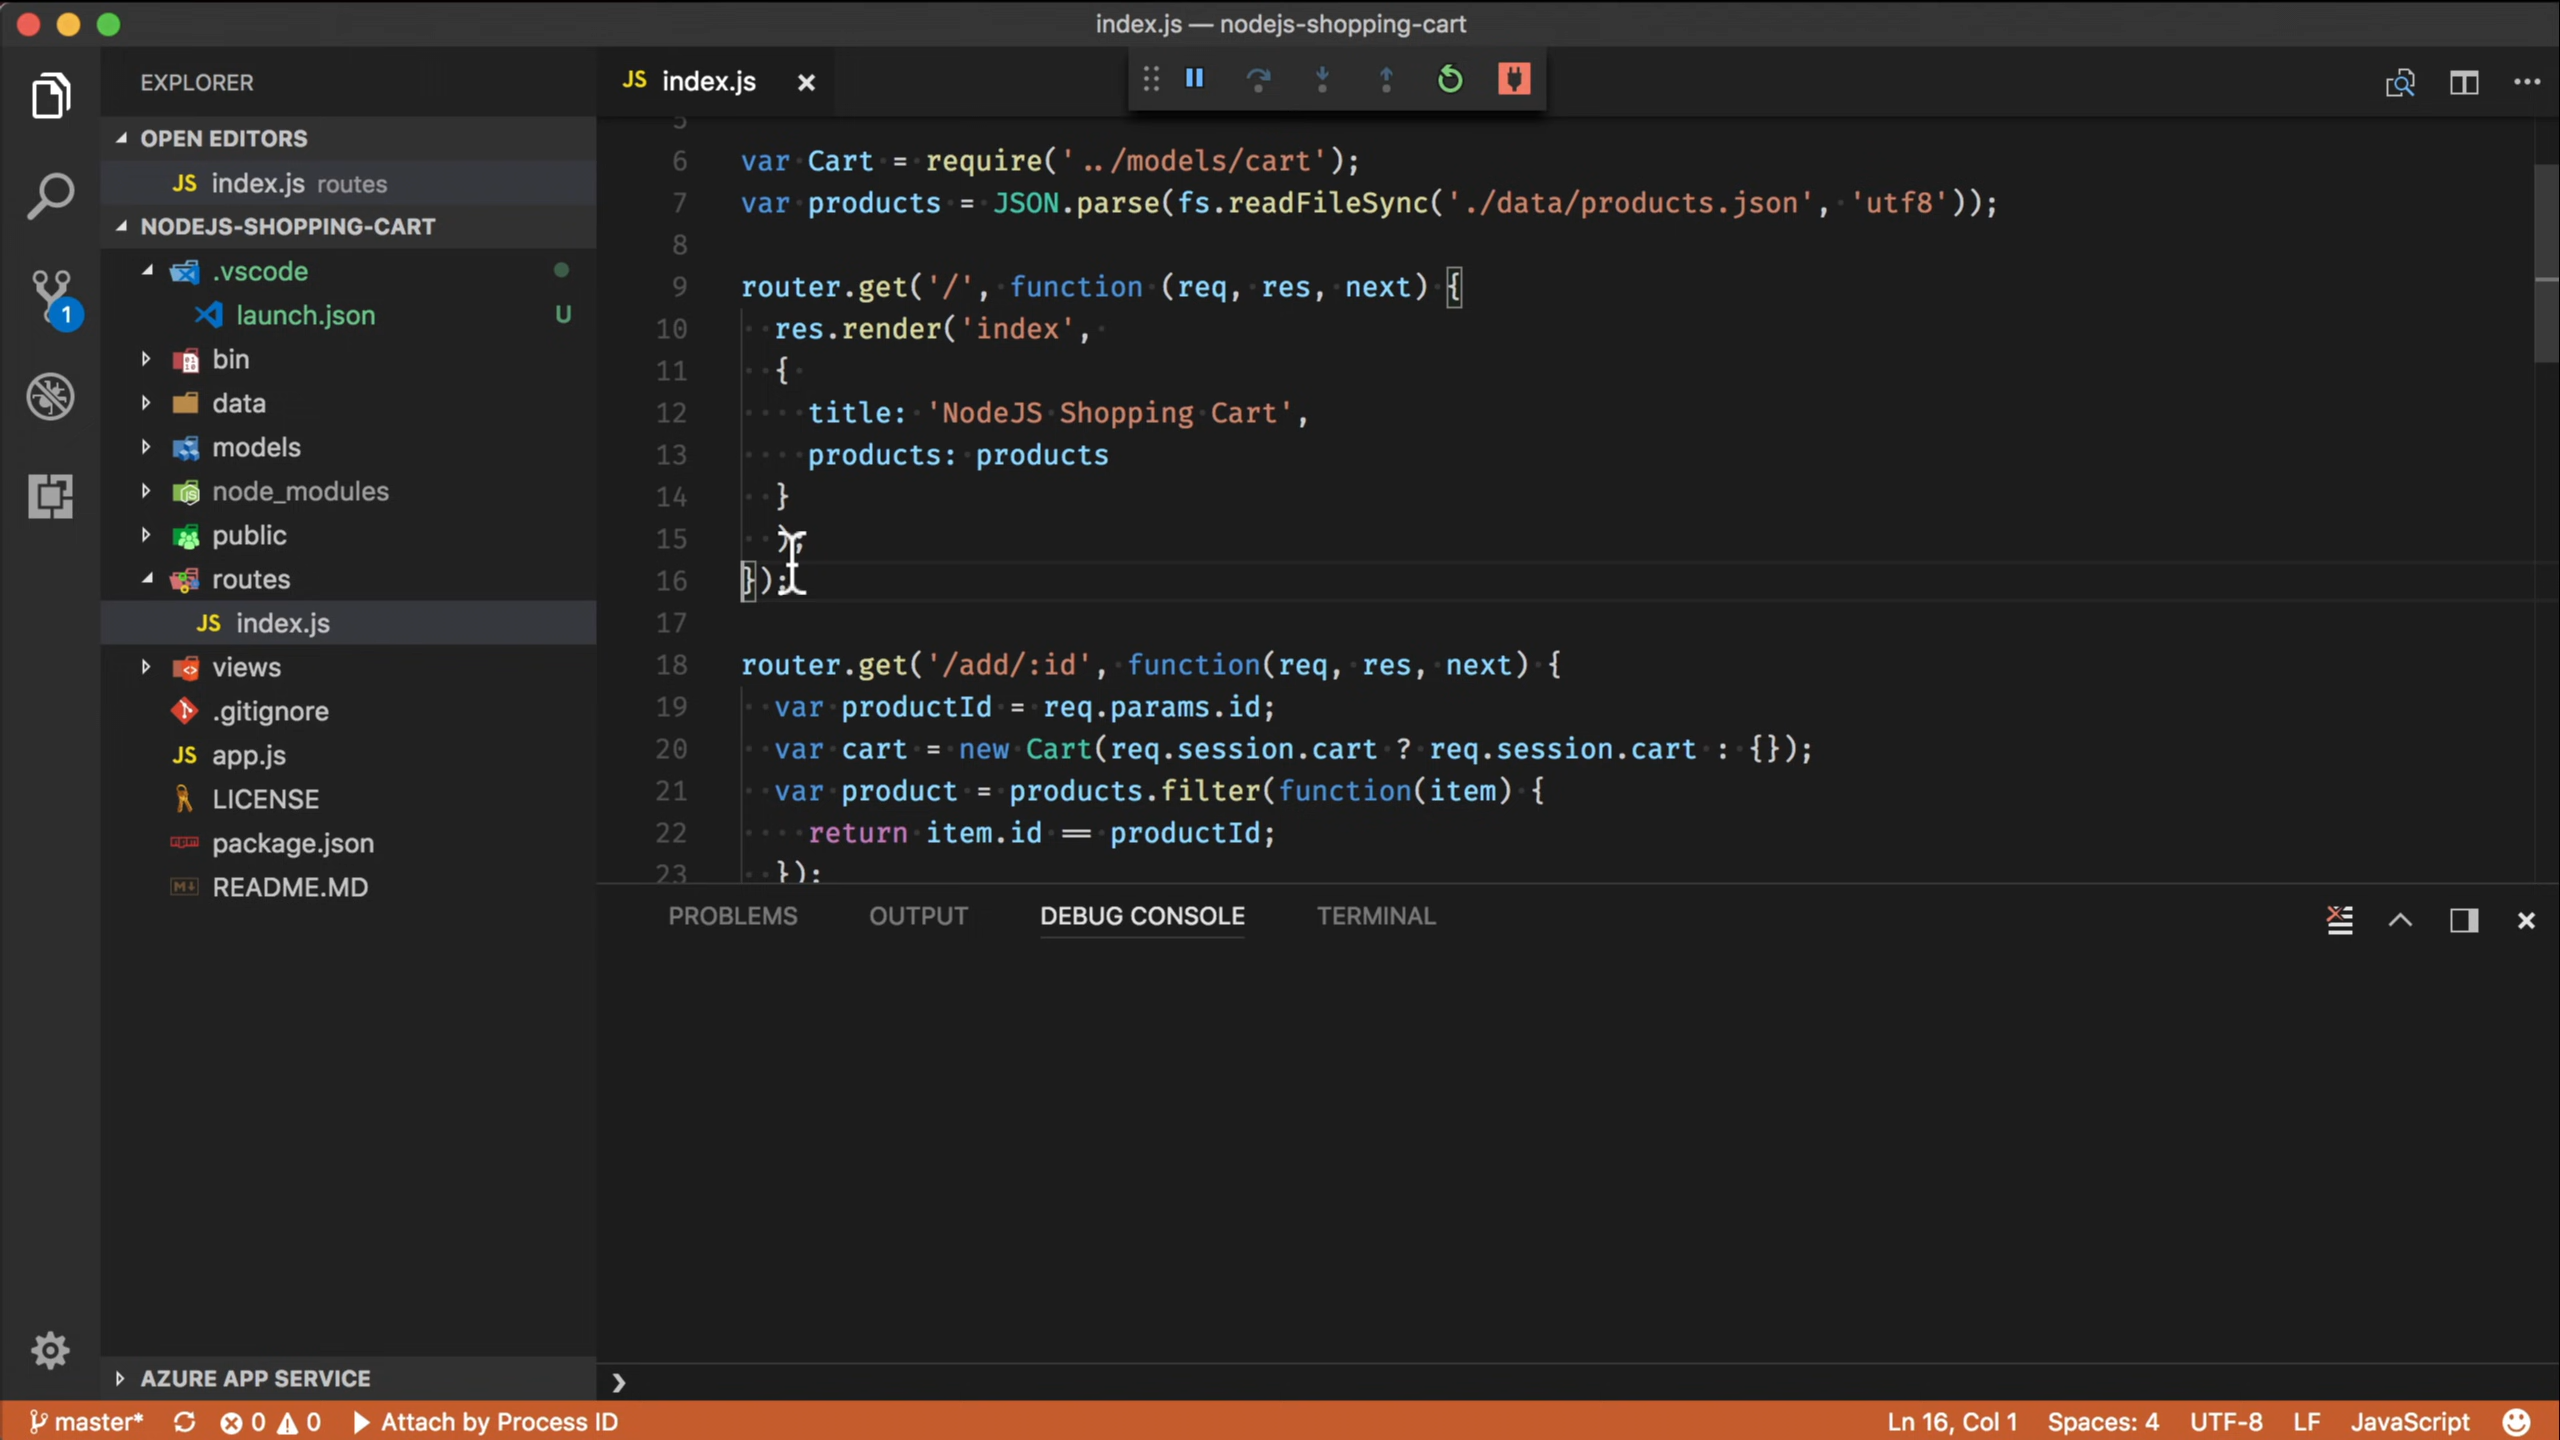 index.js — nodejs-shopping-cart
EXPLORER
OPEN EDITORS
JS index.js routes
NODEJS-SHOPPING-CART
.vscode
launch.json U
bin
data
models
node_modules
public
routes
JS index.js
views
.gitignore
JS app.js
LICENSE
package.json
README.MD
AZURE APP SERVICE
1
JS index.js
5
6 var Cart = require('../models/cart');
7 var products = JSON.parse(fs.readFileSync('./data/products.json', 'utf8'));
8
9 router.get('/', function (req, res, next) {
10 res.render('index',
11 {
12 title: 'NodeJS Shopping Cart',
13 products: products
14 }
15 );
16 });
17
18 router.get('/add/:id', function(req, res, next) {
19 var productId = req.params.id;
20 var cart = new Cart(req.session.cart ? req.session.cart : {});
21 var product = products.filter(function(item) {
22 return item.id == productId;
23 });
PROBLEMS OUTPUT DEBUG CONSOLE TERMINAL
master* 0 0 Attach by Process ID
Ln 16, Col 1 Spaces: 4 UTF-8 LF JavaScript